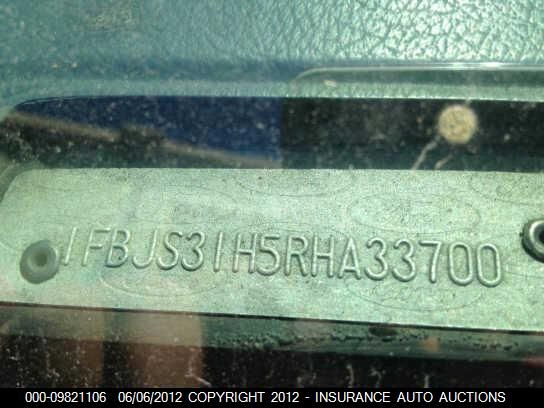 1FBJS31H5RHA33700
000-09821106 06/06/2012 COPYRIGHT 2012 - INSURANCE AUTO AUCTIONS